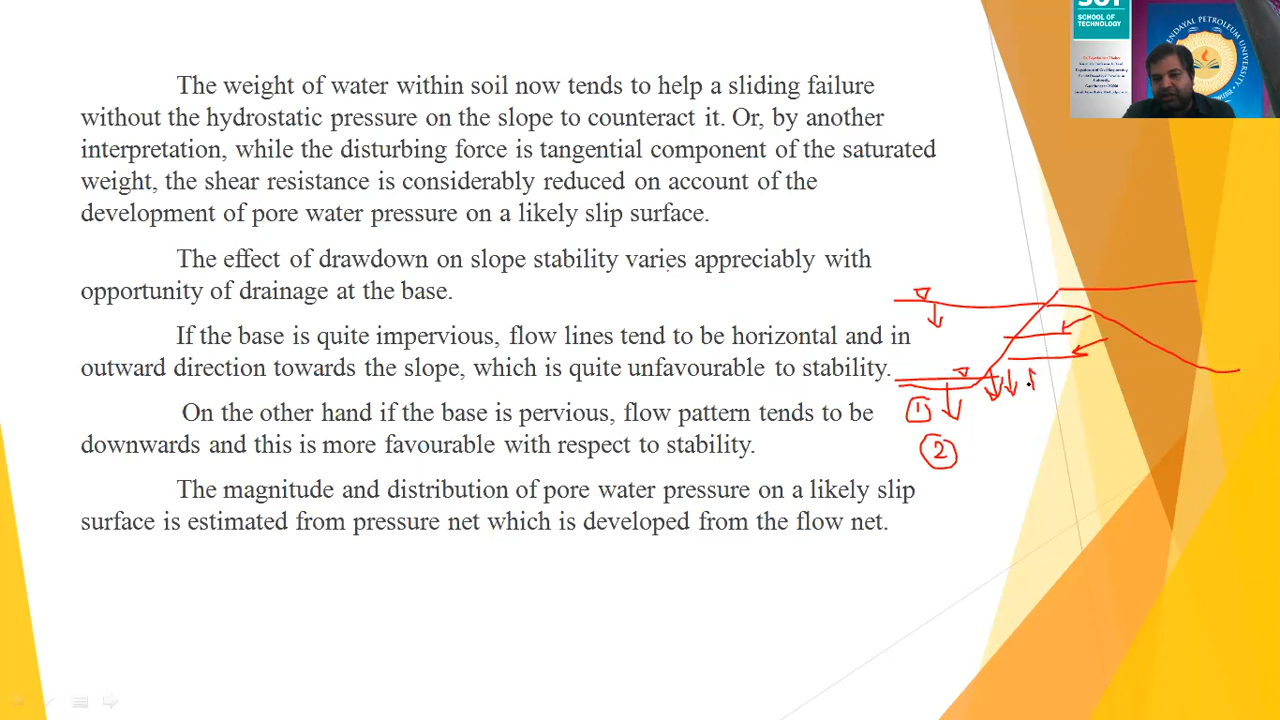 SCHOOL OF
TECHNOLOGY
The weight of water within soil now tends to help a sliding failure
without the hydrostatic pressure on the slope to counteract it. Or, by another
interpretation, while the disturbing force is tangential component of the saturated
weight, the shear resistance is considerably reduced on account of the
development of pore water pressure on a likely slip surface.
The effect of drawdown on slope stability varies appreciably with
opportunity of drainage at the base.
If the base is quite impervious, flow lines tend to be horizontal and in
outward direction towards the slope, which is quite unfavourable to stability.
On the other hand if the base is pervious, flow pattern tends to be
downwards and this is more favourable with respect to stability.
The magnitude and distribution of pore water pressure on a likely slip
surface is estimated from pressure net which is developed from the flow net.
1
2
PETROLEUM UNIVERSITY